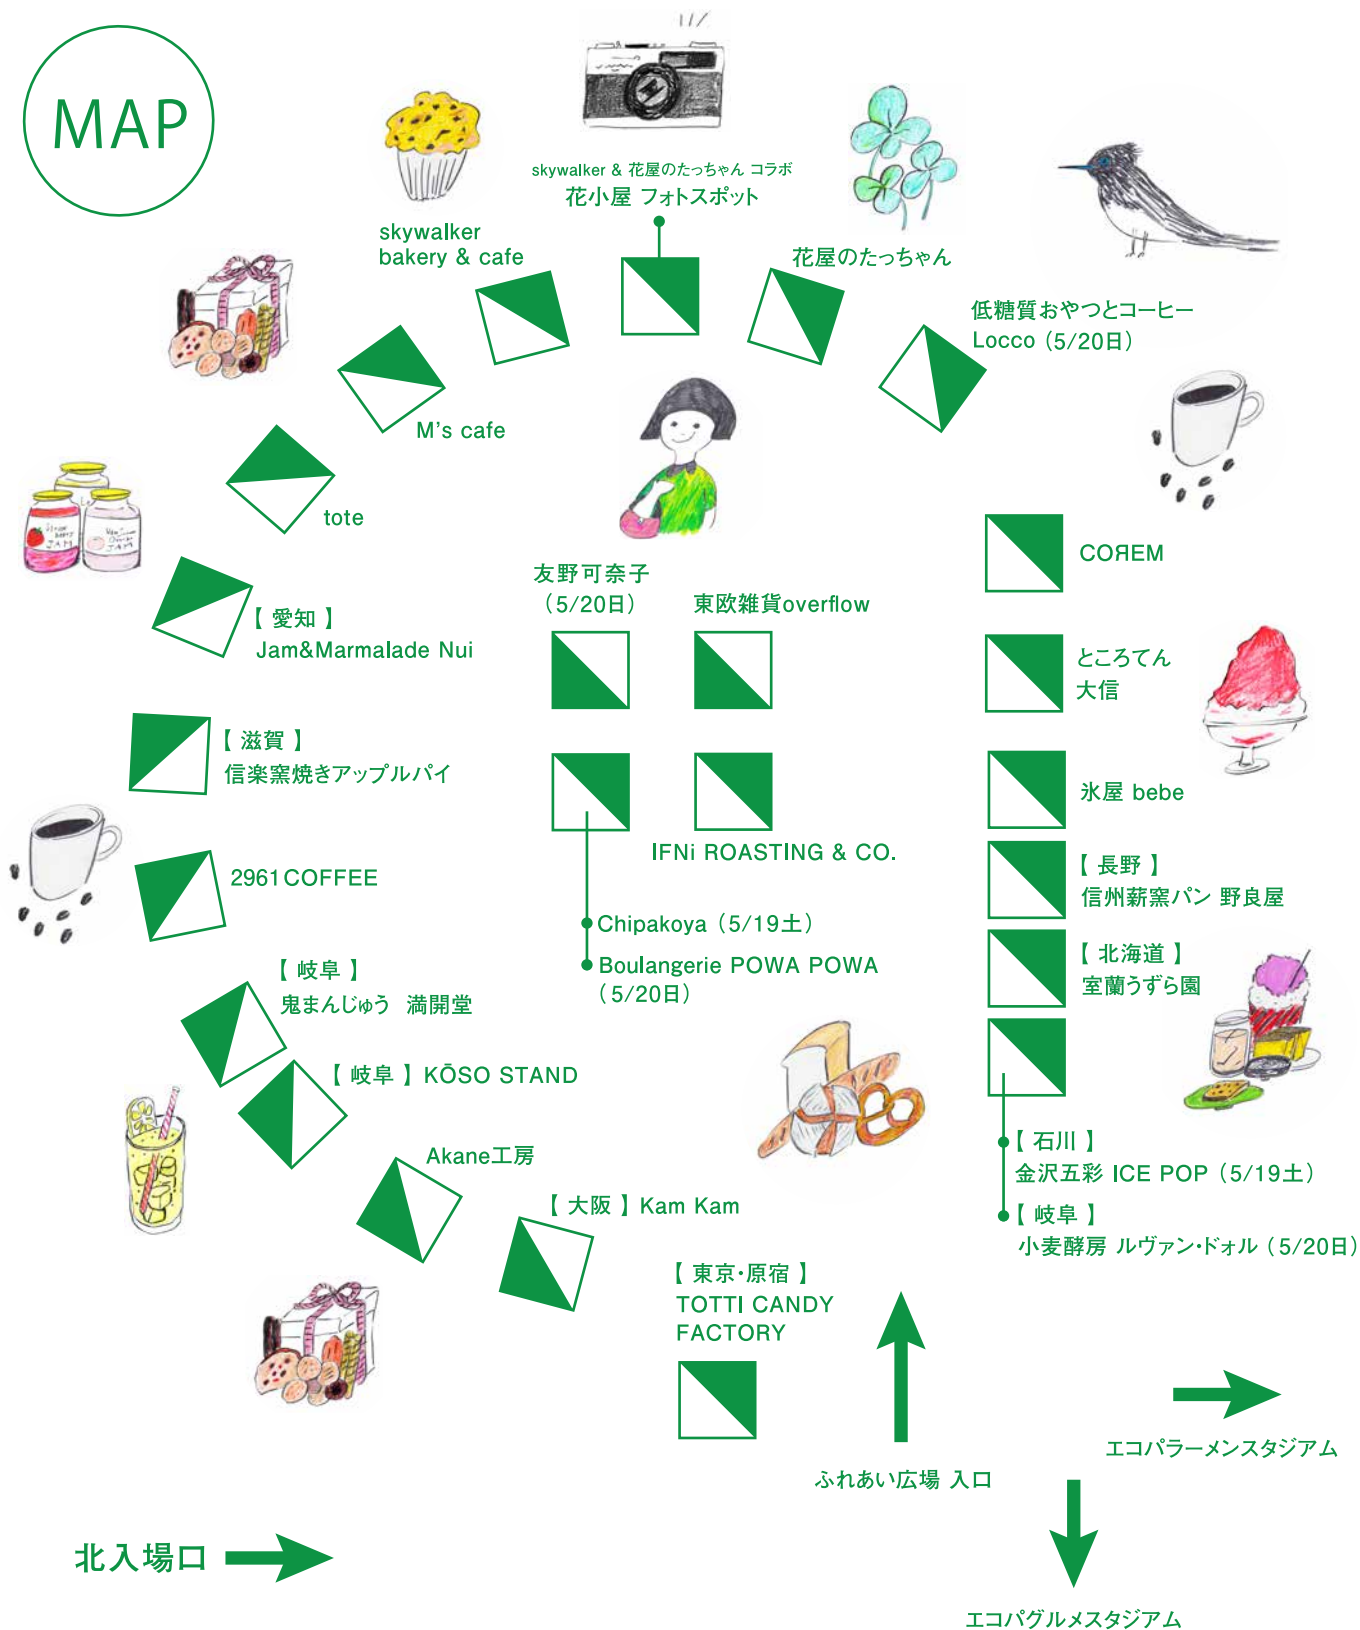 MAP
skywalker & 花屋のたっちゃん コラボ
花小屋 フォトスポット
skywalker
bakery & cafe
花屋のたっちゃん
低糖質おやつとコーヒー
Locco（5/20日）
M's cafe
tote
【 愛知 】
Jam&Marmalade Nui
【 滋賀 】
信楽窯焼きアップルパイ
2961COFFEE
【 岐阜 】
鬼まんじゅう 満開堂
【 岐阜 】KŌSO STAND
Akane工房
【 大阪 】Kam Kam
【 東京・原宿 】
TOTTI CANDY
FACTORY
友野可奈子
（5/20日）
東欧雑貨overflow
IFNi ROASTING & CO.
Chipakoya（5/19土）
Boulangerie POWA POWA
（5/20日）
COЯEM
ところてん
大信
氷屋 bebe
【 長野 】
信州薪窯パン 野良屋
【 北海道 】
室蘭うずら園
【 石川 】
金沢五彩 ICE POP（5/19土）
【 岐阜 】
小麦酵房 ルヴァン・ドォル（5/20日）
ふれあい広場 入口
エコパラーメンスタジアム
北入場口
エコパグルメスタジアム
JAM
JAM